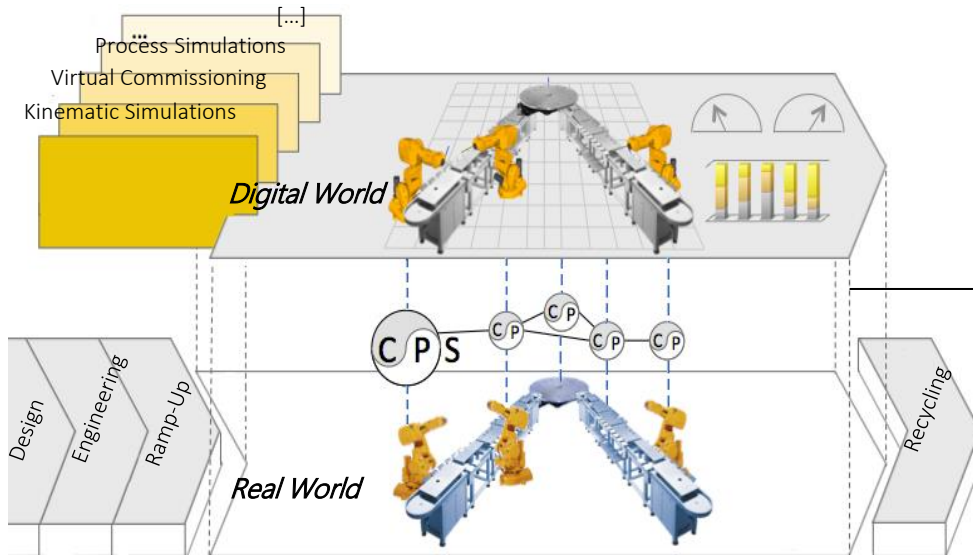 [...]
...
Process Simulations
Virtual Commissioning
Kinematic Simulations
Digital World
C P S
C P
C P
C P
C P
Design
Engineering
Ramp-Up
Real World
Recycling